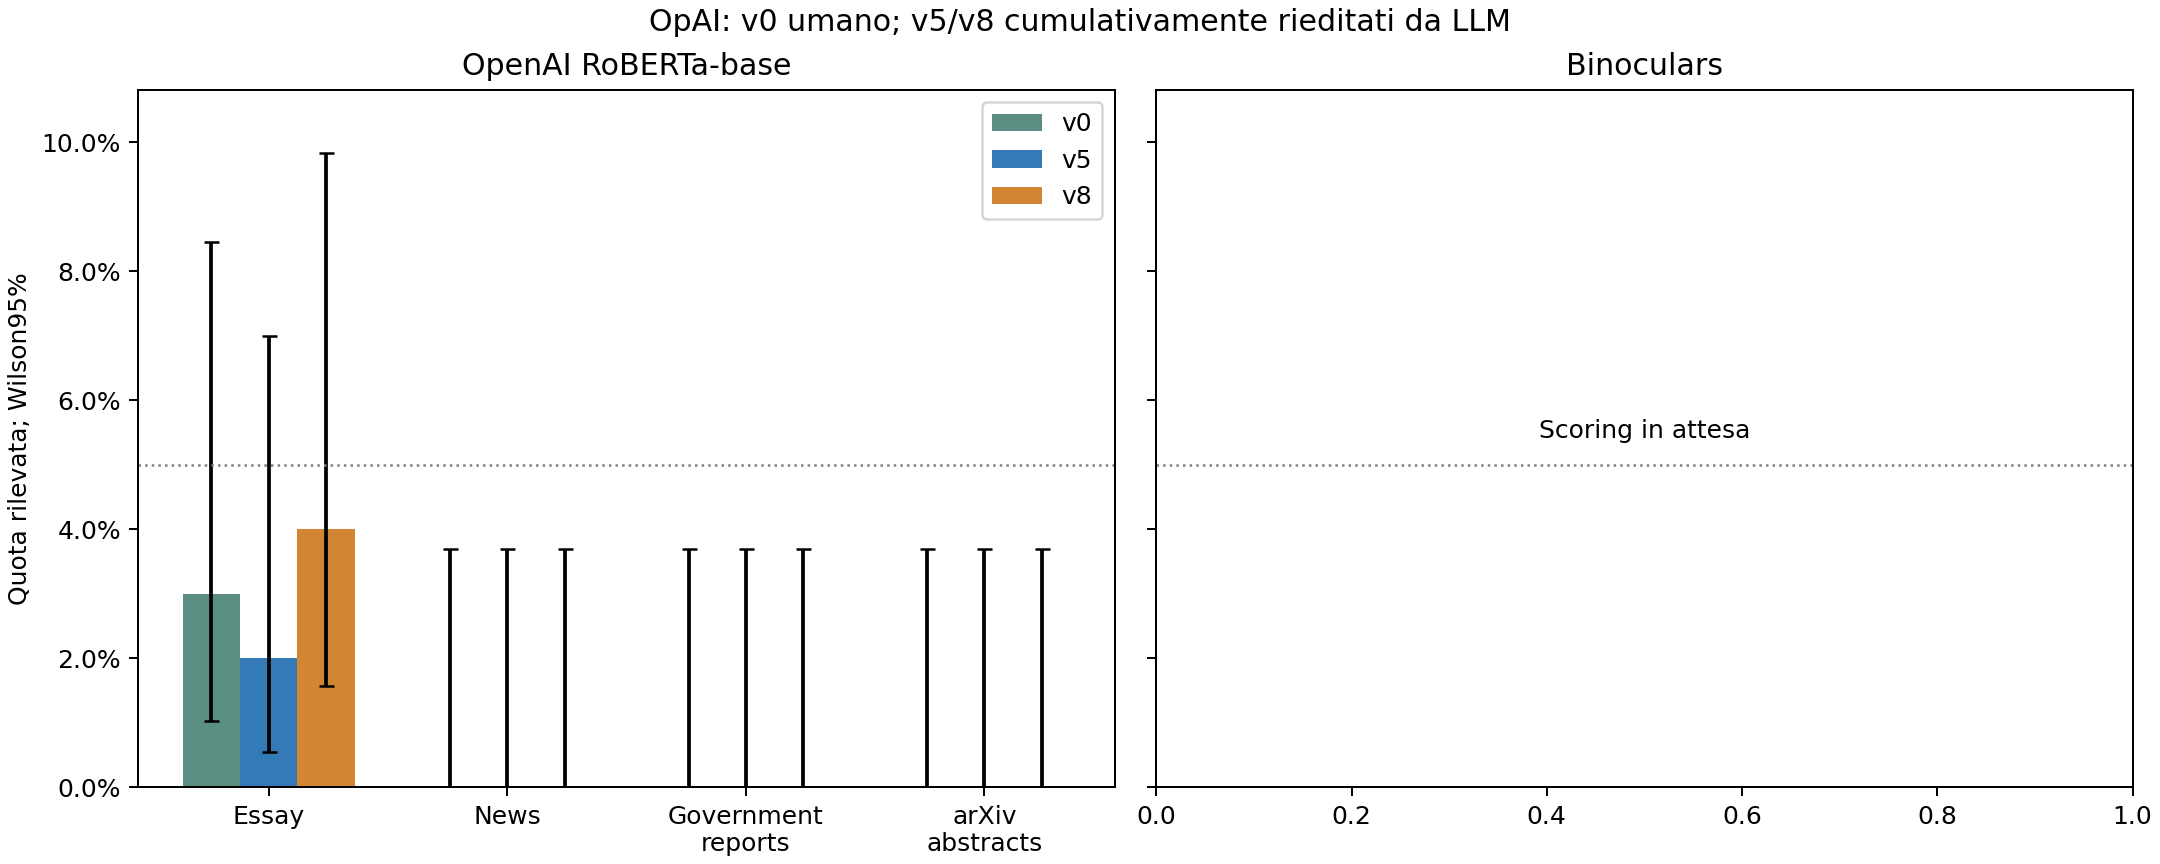 OpAI: v0 umano; v5/v8 cumulativamente rieditati da LLM
OpenAI RoBERTa-base
Quota rilevata; Wilson95%
10.0%
8.0%
6.0%
4.0%
2.0%
0.0%
v0
v5
v8
Essay
News
Government
reports
arXiv
abstracts
Binoculars
Scoring in attesa
0.0
0.2
0.4
0.6
0.8
1.0